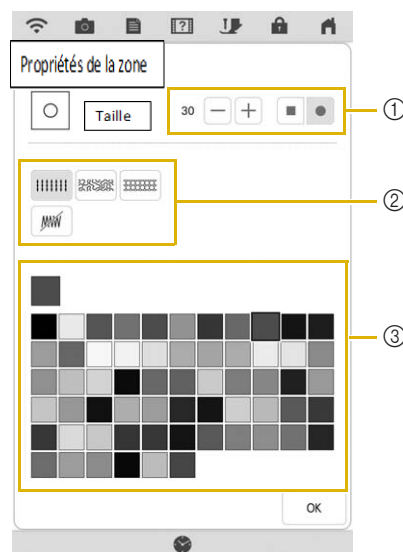 Propriétés de la zone
Taille
30
①
②
③
OK